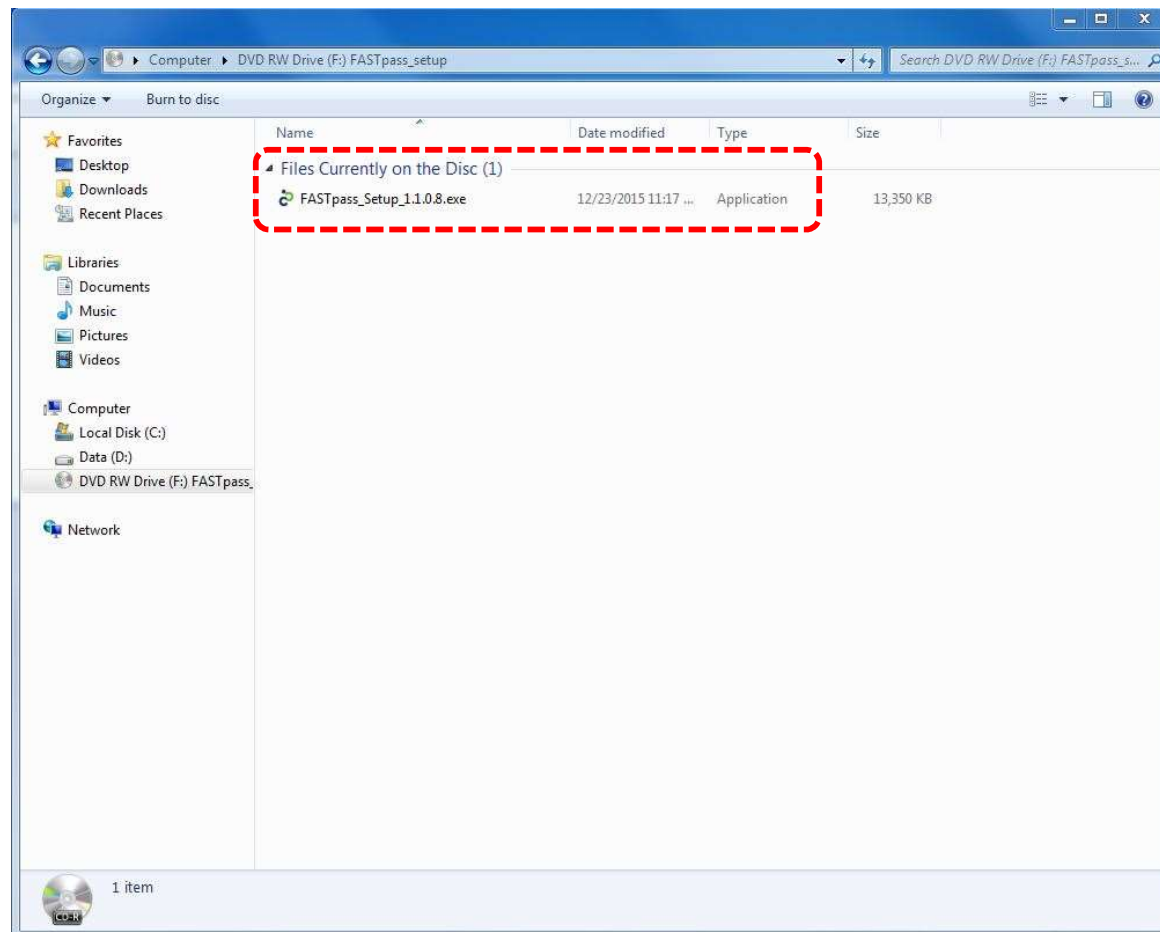 Computer ▸ DVD RW Drive (F:) FASTpass_setup
Search DVD RW Drive (F:) FASTpass_s...
Organize Burn to disc
Name Date modified Type Size
Files Currently on the Disc (1)
FASTpass_Setup_1.1.0.8.exe 12/23/2015 11:17 ... Application 13,350 KB
Favorites
Desktop
Downloads
Recent Places
Libraries
Documents
Music
Pictures
Videos
Computer
Local Disk (C:)
Data (D:)
DVD RW Drive (F:) FASTpass_
Network
1 item
CD-R